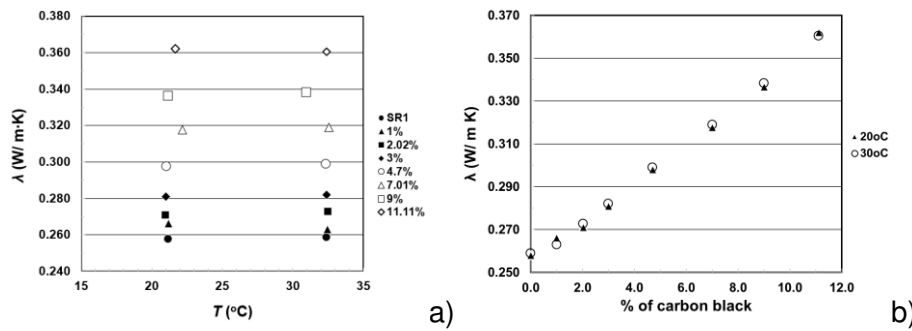 0.400
0.380
0.360
0.340
0.320
0.300
0.280
0.260
0.240
λ (W/ m·K)
15 20 25 30 35
T (°C)
SR1
1%
2.02%
3%
4.7%
7.01%
9%
11.11%
a)
0.370
0.350
0.330
0.310
0.290
0.270
0.250
λ (W/ m K)
0.0 2.0 4.0 6.0 8.0 10.0 12.0
% of carbon black
20oC
30oC
b)